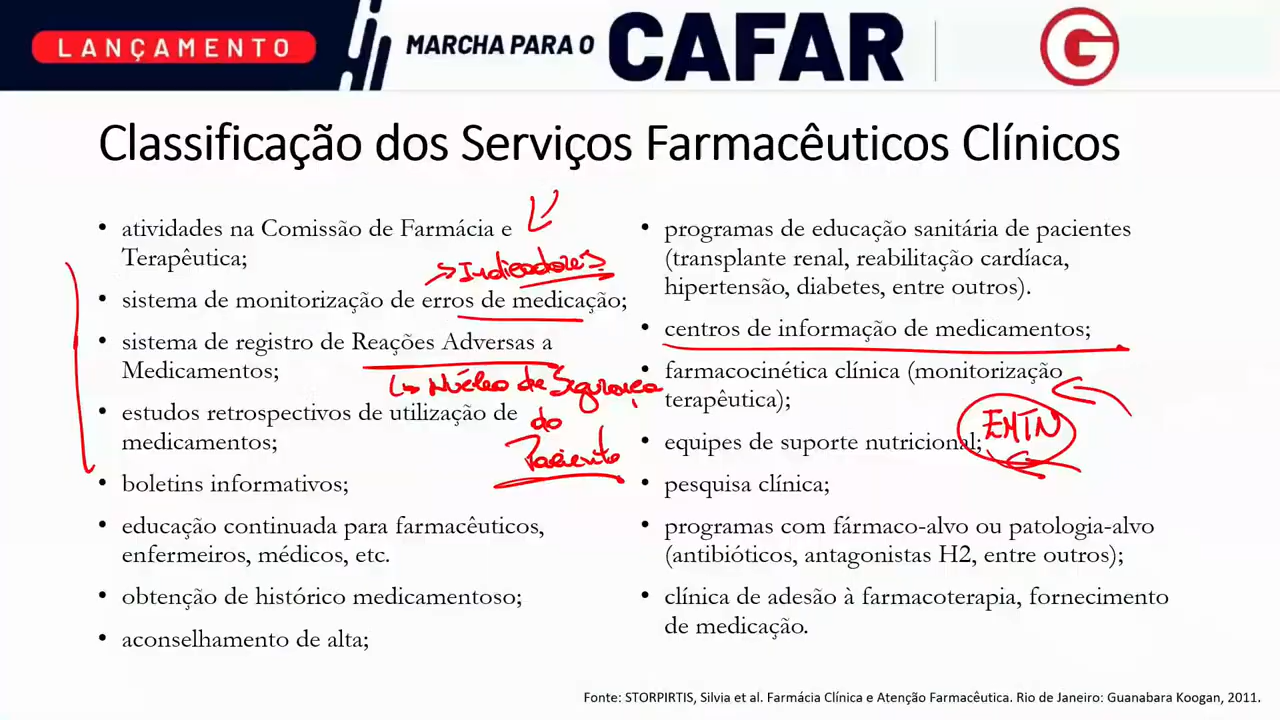 LANÇAMENTO
MARCHA PARA O CAFAR
G
Classificação dos Serviços Farmacêuticos Clínicos
• atividades na Comissão de Farmácia e
Terapêutica;
→ Indicadores
• sistema de monitorização de erros de medicação;
• sistema de registro de Reações Adversas a
Medicamentos;
↳ Núcleo de Segurança
do
Paciente
• estudos retrospectivos de utilização de
medicamentos;
• boletins informativos;
• educação continuada para farmacêuticos,
enfermeiros, médicos, etc.
• obtenção de histórico medicamentoso;
• aconselhamento de alta;
• programas de educação sanitária de pacientes
(transplante renal, reabilitação cardíaca,
hipertensão, diabetes, entre outros).
• centros de informação de medicamentos;
• farmacocinética clínica (monitorização
terapêutica);
• equipes de suporte nutricional;
EMTN
• pesquisa clínica;
• programas com fármaco-alvo ou patologia-alvo
(antibióticos, antagonistas H2, entre outros);
• clínica de adesão à farmacoterapia, fornecimento
de medicação.
Fonte: STORPIRTIS, Silvia et al. Farmácia Clínica e Atenção Farmacêutica. Rio de Janeiro: Guanabara Koogan, 2011.